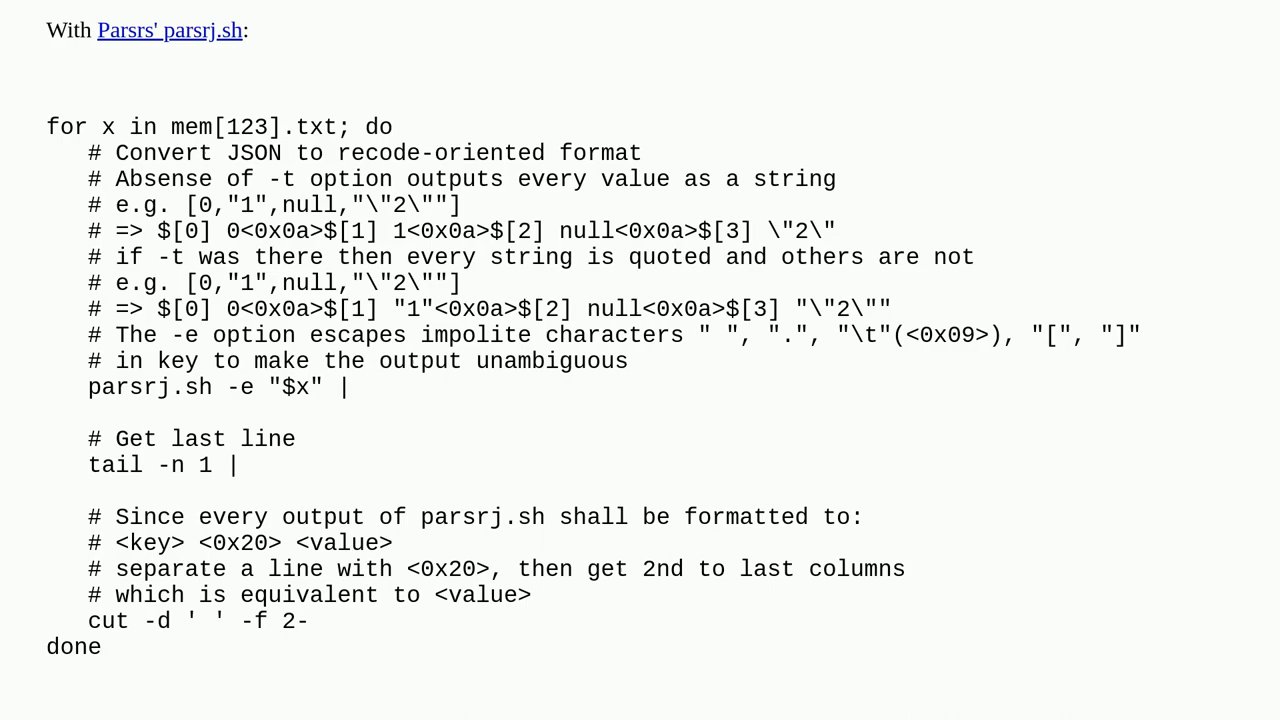 With Parsrs' parsrj.sh:
for x in mem[123].txt; do
# Convert JSON to recode-oriented format
# Absense of -t option outputs every value as a string
# e.g. [0,"1",null,"\"2\""]
# => $[0] 0<0x0a>$[1] 1<0x0a>$[2] null<0x0a>$[3] \"2\"
# if -t was there then every string is quoted and others are not
# e.g. [0,"1",null,"\"2\""]
# => $[0] 0<0x0a>$[1] "1"<0x0a>$[2] null<0x0a>$[3] "\"2\""
# The -e option escapes impolite characters " ", ".", "\t"(<0x09>), "[", "]"
# in key to make the output unambiguous
parsrj.sh -e "$x" |
# Get last line
tail -n 1 |
# Since every output of parsrj.sh shall be formatted to:
# <key> <0x20> <value>
# separate a line with <0x20>, then get 2nd to last columns
# which is equivalent to <value>
cut -d ' ' -f 2-
done